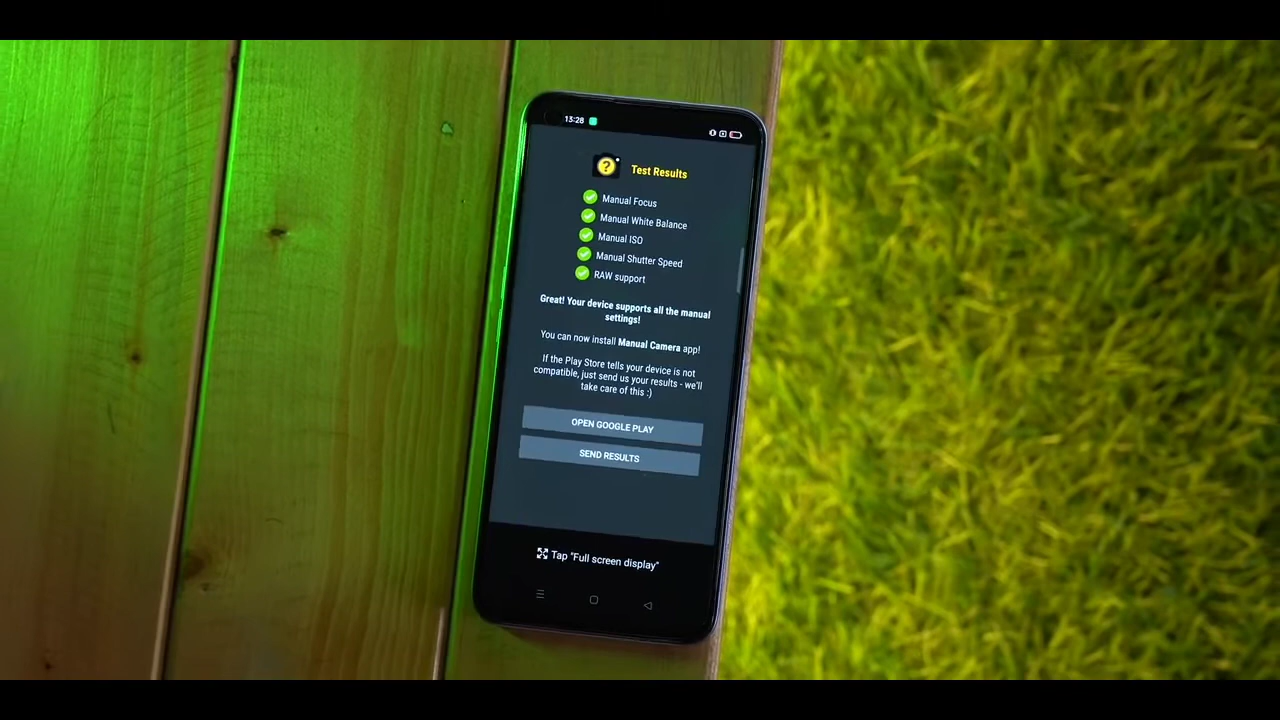 13:28
Test Results
Manual Focus
Manual White Balance
Manual ISO
Manual Shutter Speed
RAW support
Great! Your device supports all the manual
settings!
You can now install Manual Camera app!
If the Play Store tells your device is not
compatible, just send us your results - we'll
take care of this :)
OPEN GOOGLE PLAY
SEND RESULTS
Tap "Full screen display"